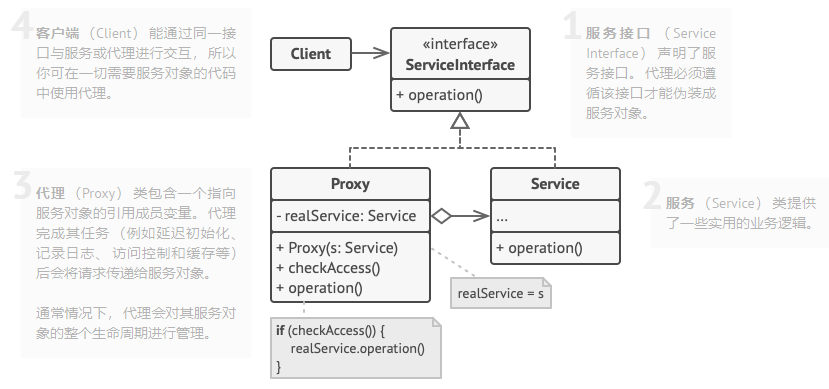 4
客户端 （Client） 能通过同一接
口与服务或代理进行交互，所以
你可在一切需要服务对象的代码
中使用代理。
Client
«interface»
ServiceInterface
+ operation()
1
服务接口 （Service
Interface） 声明了服
务接口。 代理必须遵
循该接口才能伪装成
服务对象。
3
代理 （Proxy） 类包含一个指向
服务对象的引用成员变量。 代理
完成其任务 （例如延迟初始化、
记录日志、 访问控制和缓存等）
后会将请求传递给服务对象。
通常情况下， 代理会对其服务对
象的整个生命周期进行管理。
Proxy
- realService: Service
+ Proxy(s: Service)
+ checkAccess()
+ operation()
Service
...
+ operation()
2
服务 （Service） 类提供
了一些实用的业务逻辑。
realService = s
if (checkAccess()) {
realService.operation()
}